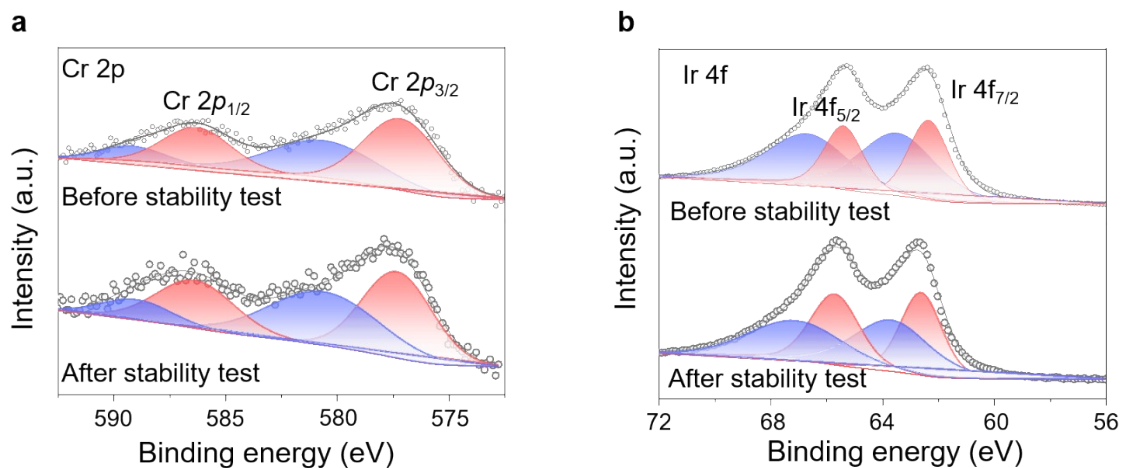 a
Cr 2p
Cr 2p1/2
Cr 2p3/2
Before stability test
After stability test
Intensity (a.u.)
590 585 580 575
Binding energy (eV)
b
Ir 4f
Ir 4f5/2
Ir 4f7/2
Before stability test
After stability test
Intensity (a.u.)
72 68 64 60 56
Binding energy (eV)